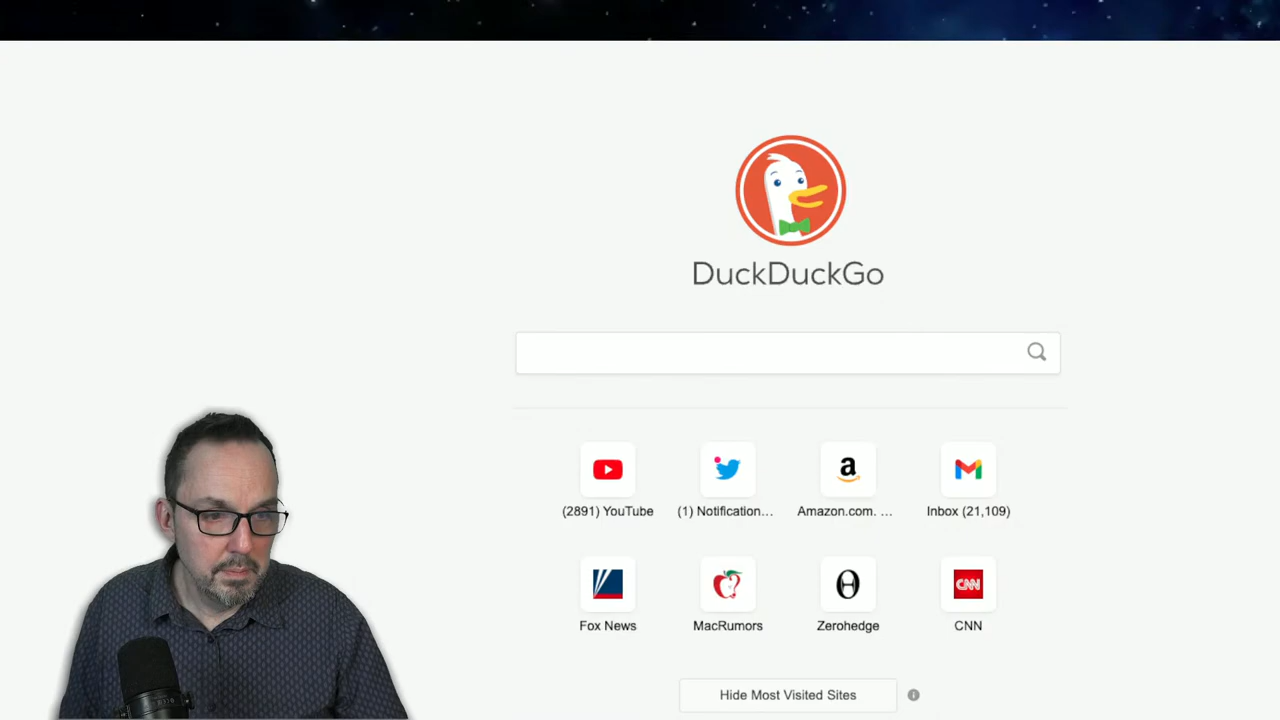 DuckDuckGo
(2891) YouTube
(1) Notification...
Amazon.com. ...
Inbox (21,109)
Fox News
MacRumors
Zerohedge
CNN
CNN
Hide Most Visited Sites